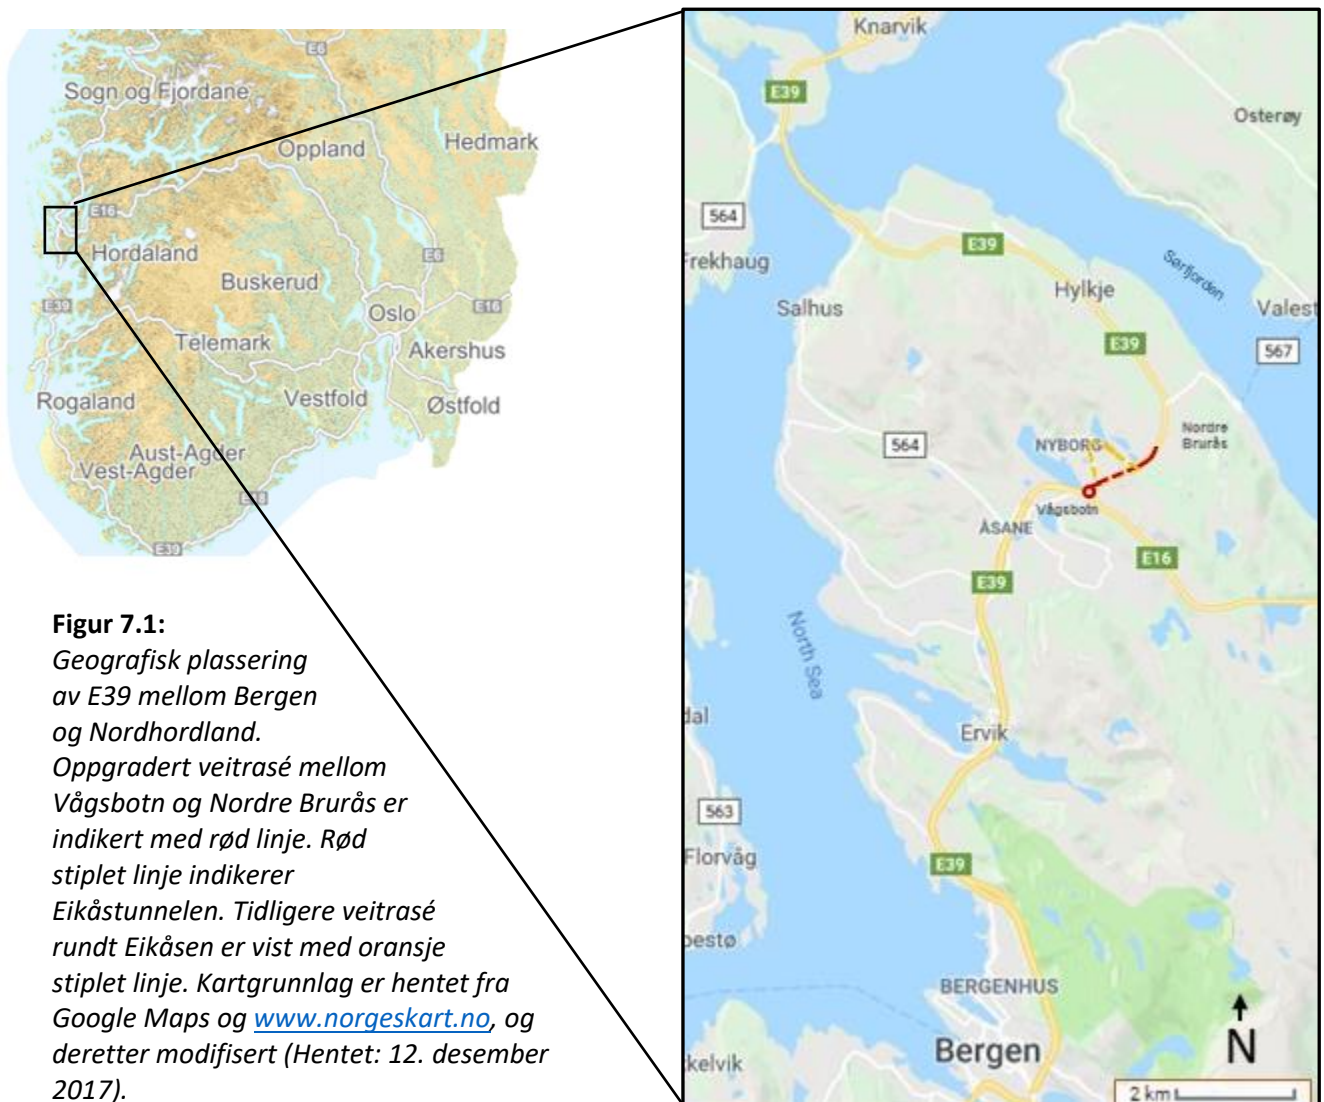 E6
Sogn og Fjordane
Hedmark
Oppland
E16
Hordaland
E6
Buskerud
E39
Oslo
E16
Telemark
Akershus
Rogaland
Vestfold
Østfold
Aust-Agder
Vest-Agder
E18
E39
Knarvik
E39
Osterøy
564
Frekhaug
E39
Sørfjorden
Hylkje
Salhus
Valest
E39
567
Nordre
Brurås
564
NYBORG
Vågsbotn
ÅSANE
E16
E39
North Sea
dal
Ervik
563
Florvåg
E39
bestø
BERGENHUS
N
Bergen
kelvik
2 km
Figur 7.1:
Geografisk plassering
av E39 mellom Bergen
og Nordhordland.
Oppgradert veitrasé mellom
Vågsbotn og Nordre Brurås er
indikert med rød linje. Rød
stiplet linje indikerer
Eikåstunnelen. Tidligere veitrasé
rundt Eikåsen er vist med oransje
stiplet linje. Kartgrunnlag er hentet fra
Google Maps og www.norgeskart.no, og
deretter modifisert (Hentet: 12. desember
2017).